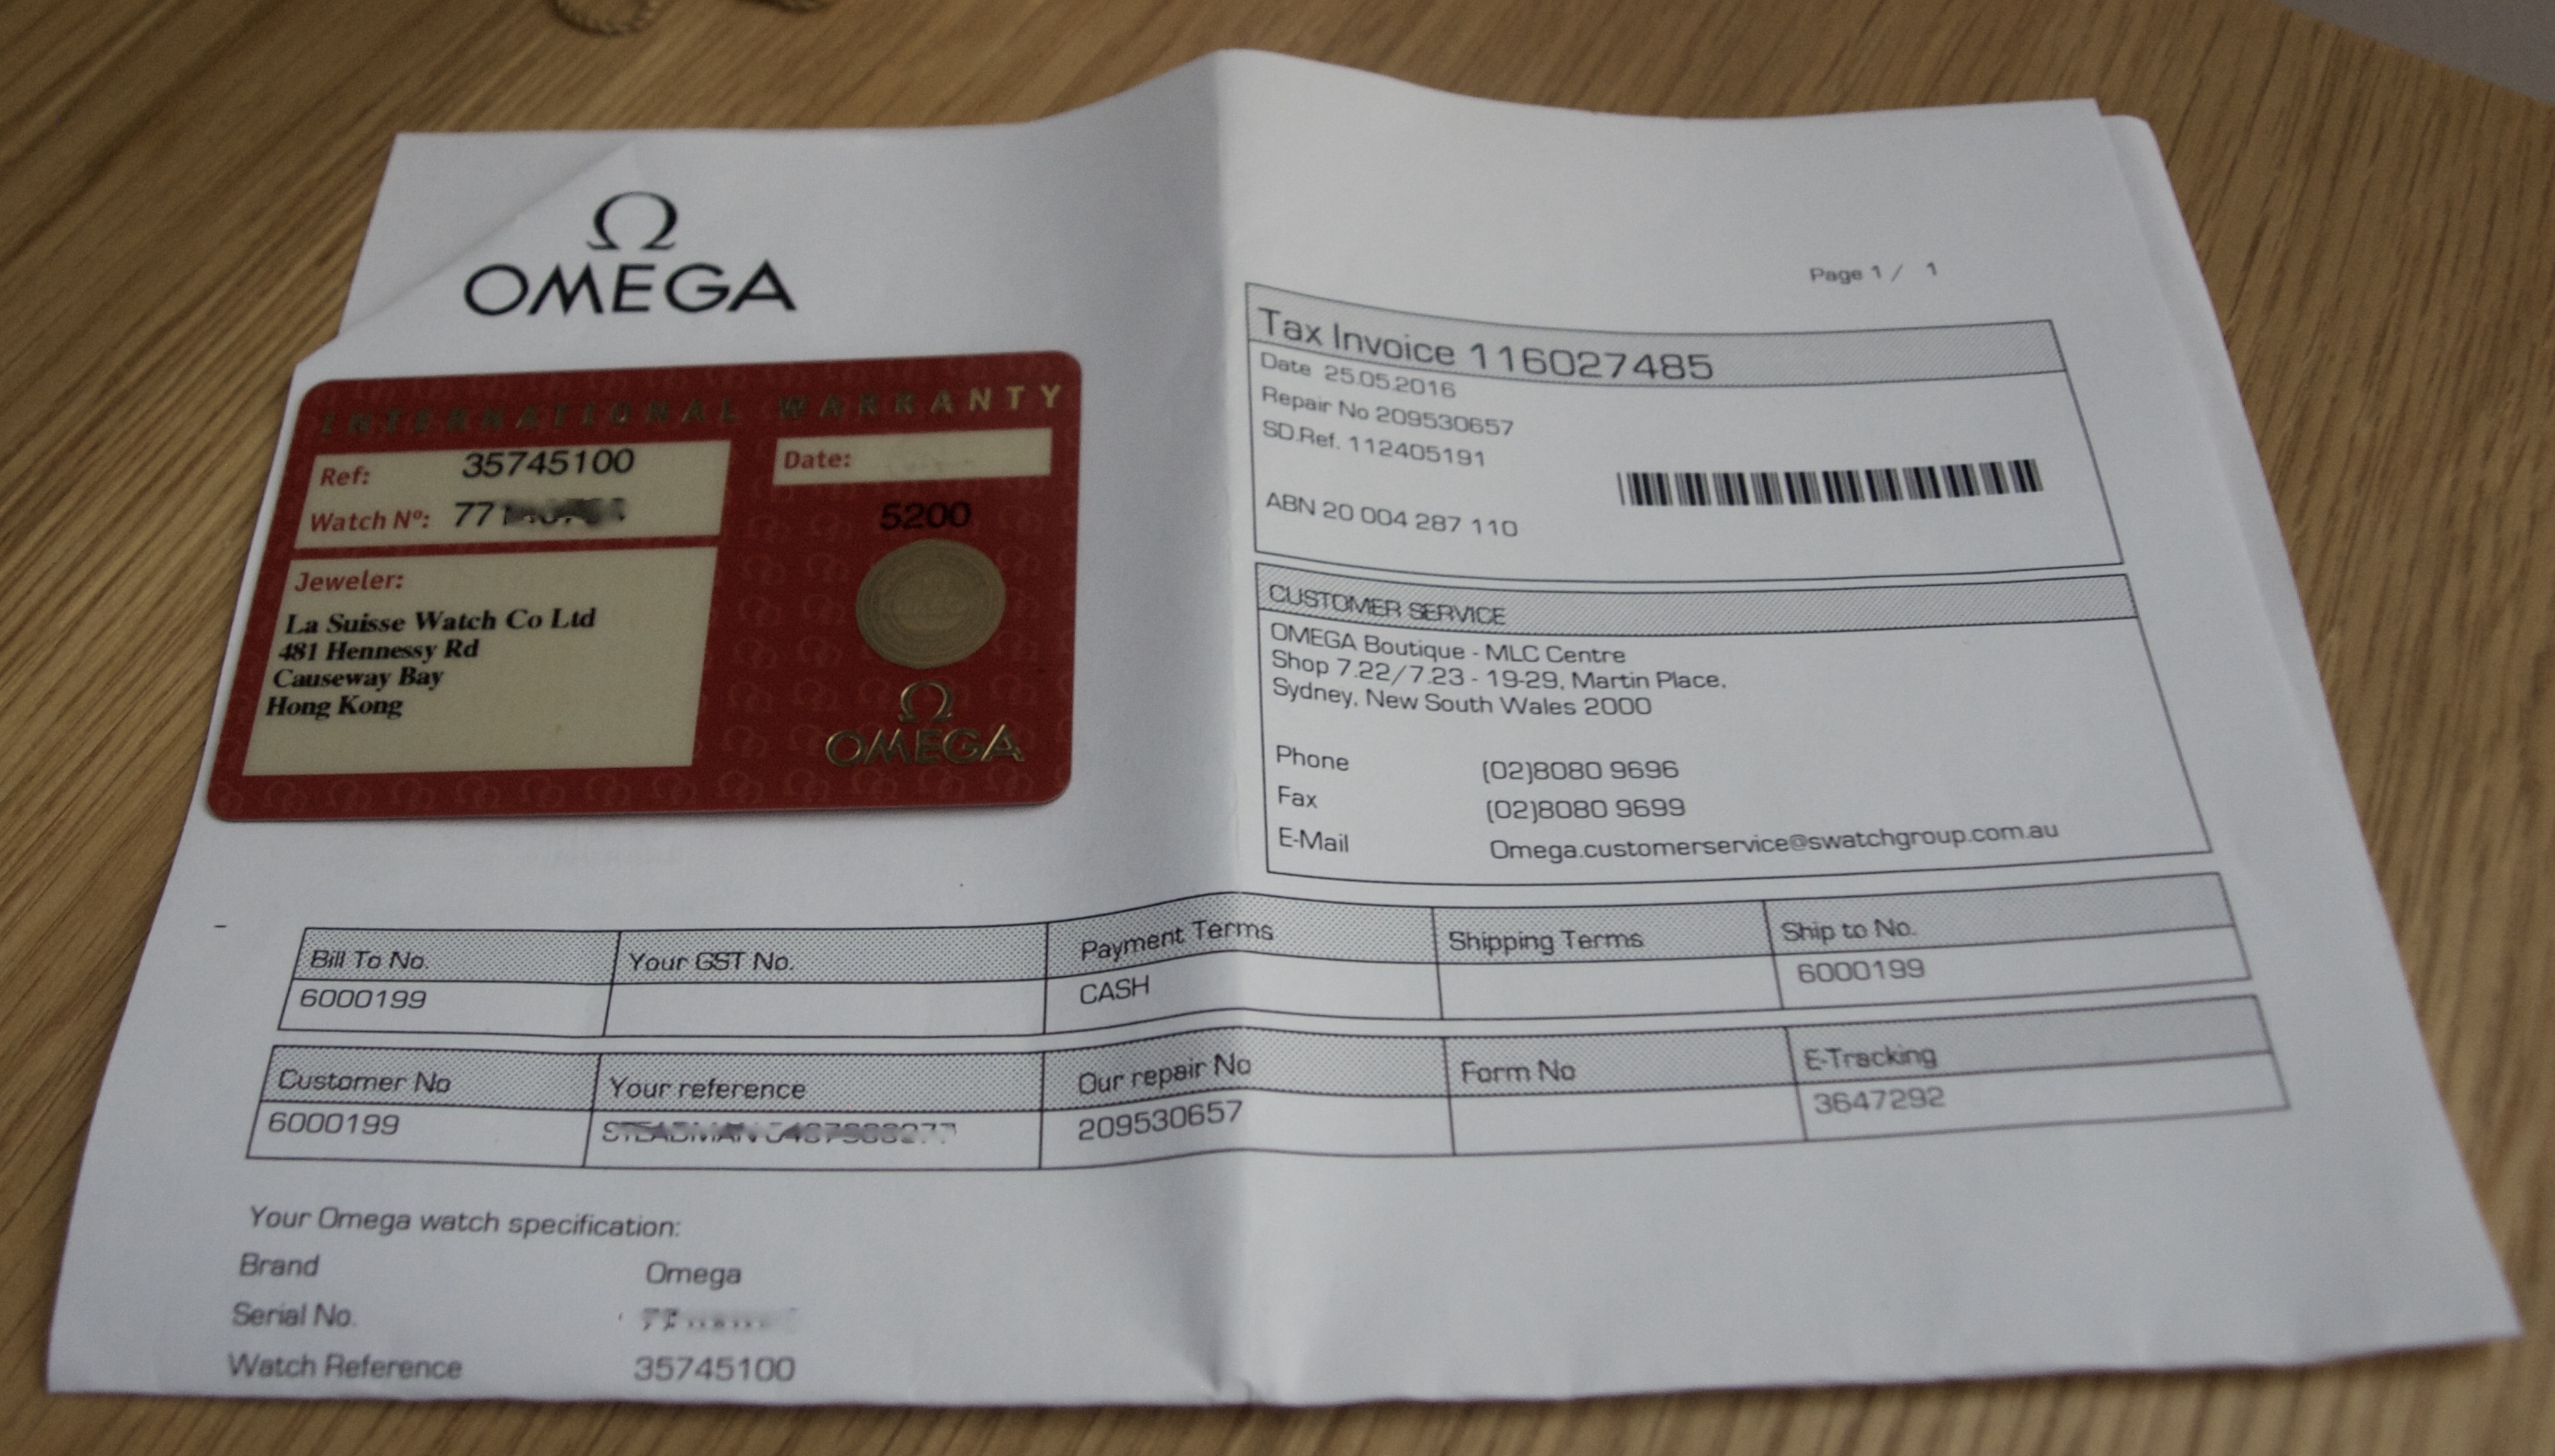 Ω
OMEGA
INTERNATIONAL WARRANTY
Ref: 35745100
Date:
Watch Nº: 77
5200
Jeweler:
La Suisse Watch Co Ltd
481 Hennessy Rd
Causeway Bay
Hong Kong
Ω
OMEGA
Page 1 / 1
Tax Invoice 116027485
Date 25.05.2016
Repair No 209530657
SD.Ref. 112405191
ABN 20 004 287 110
CUSTOMER SERVICE
OMEGA Boutique - MLC Centre
Shop 7.22/7.23 - 19-29, Martin Place,
Sydney, New South Wales 2000
Phone (02)8080 9696
Fax (02)8080 9699
E-Mail Omega.customerservice@swatchgroup.com.au
Bill To No. Your GST No. Payment Terms Shipping Terms Ship to No.
6000199 CASH 6000199
Customer No Your reference Our repair No Form No E-Tracking
6000199 209530657 3647292
Your Omega watch specification:
Brand Omega
Serial No.
Watch Reference 35745100